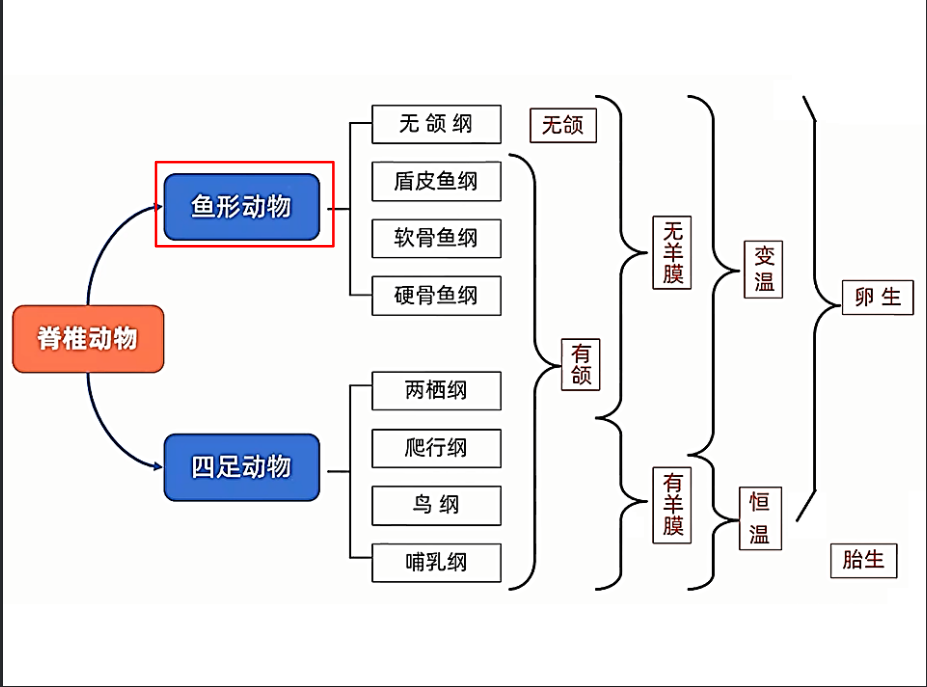 无颌纲
无颌
盾皮鱼纲
鱼形动物
软骨鱼纲
无羊膜
变温
硬骨鱼纲
卵生
脊椎动物
有颌
两栖纲
爬行纲
四足动物
鸟纲
有羊膜
恒温
哺乳纲
胎生